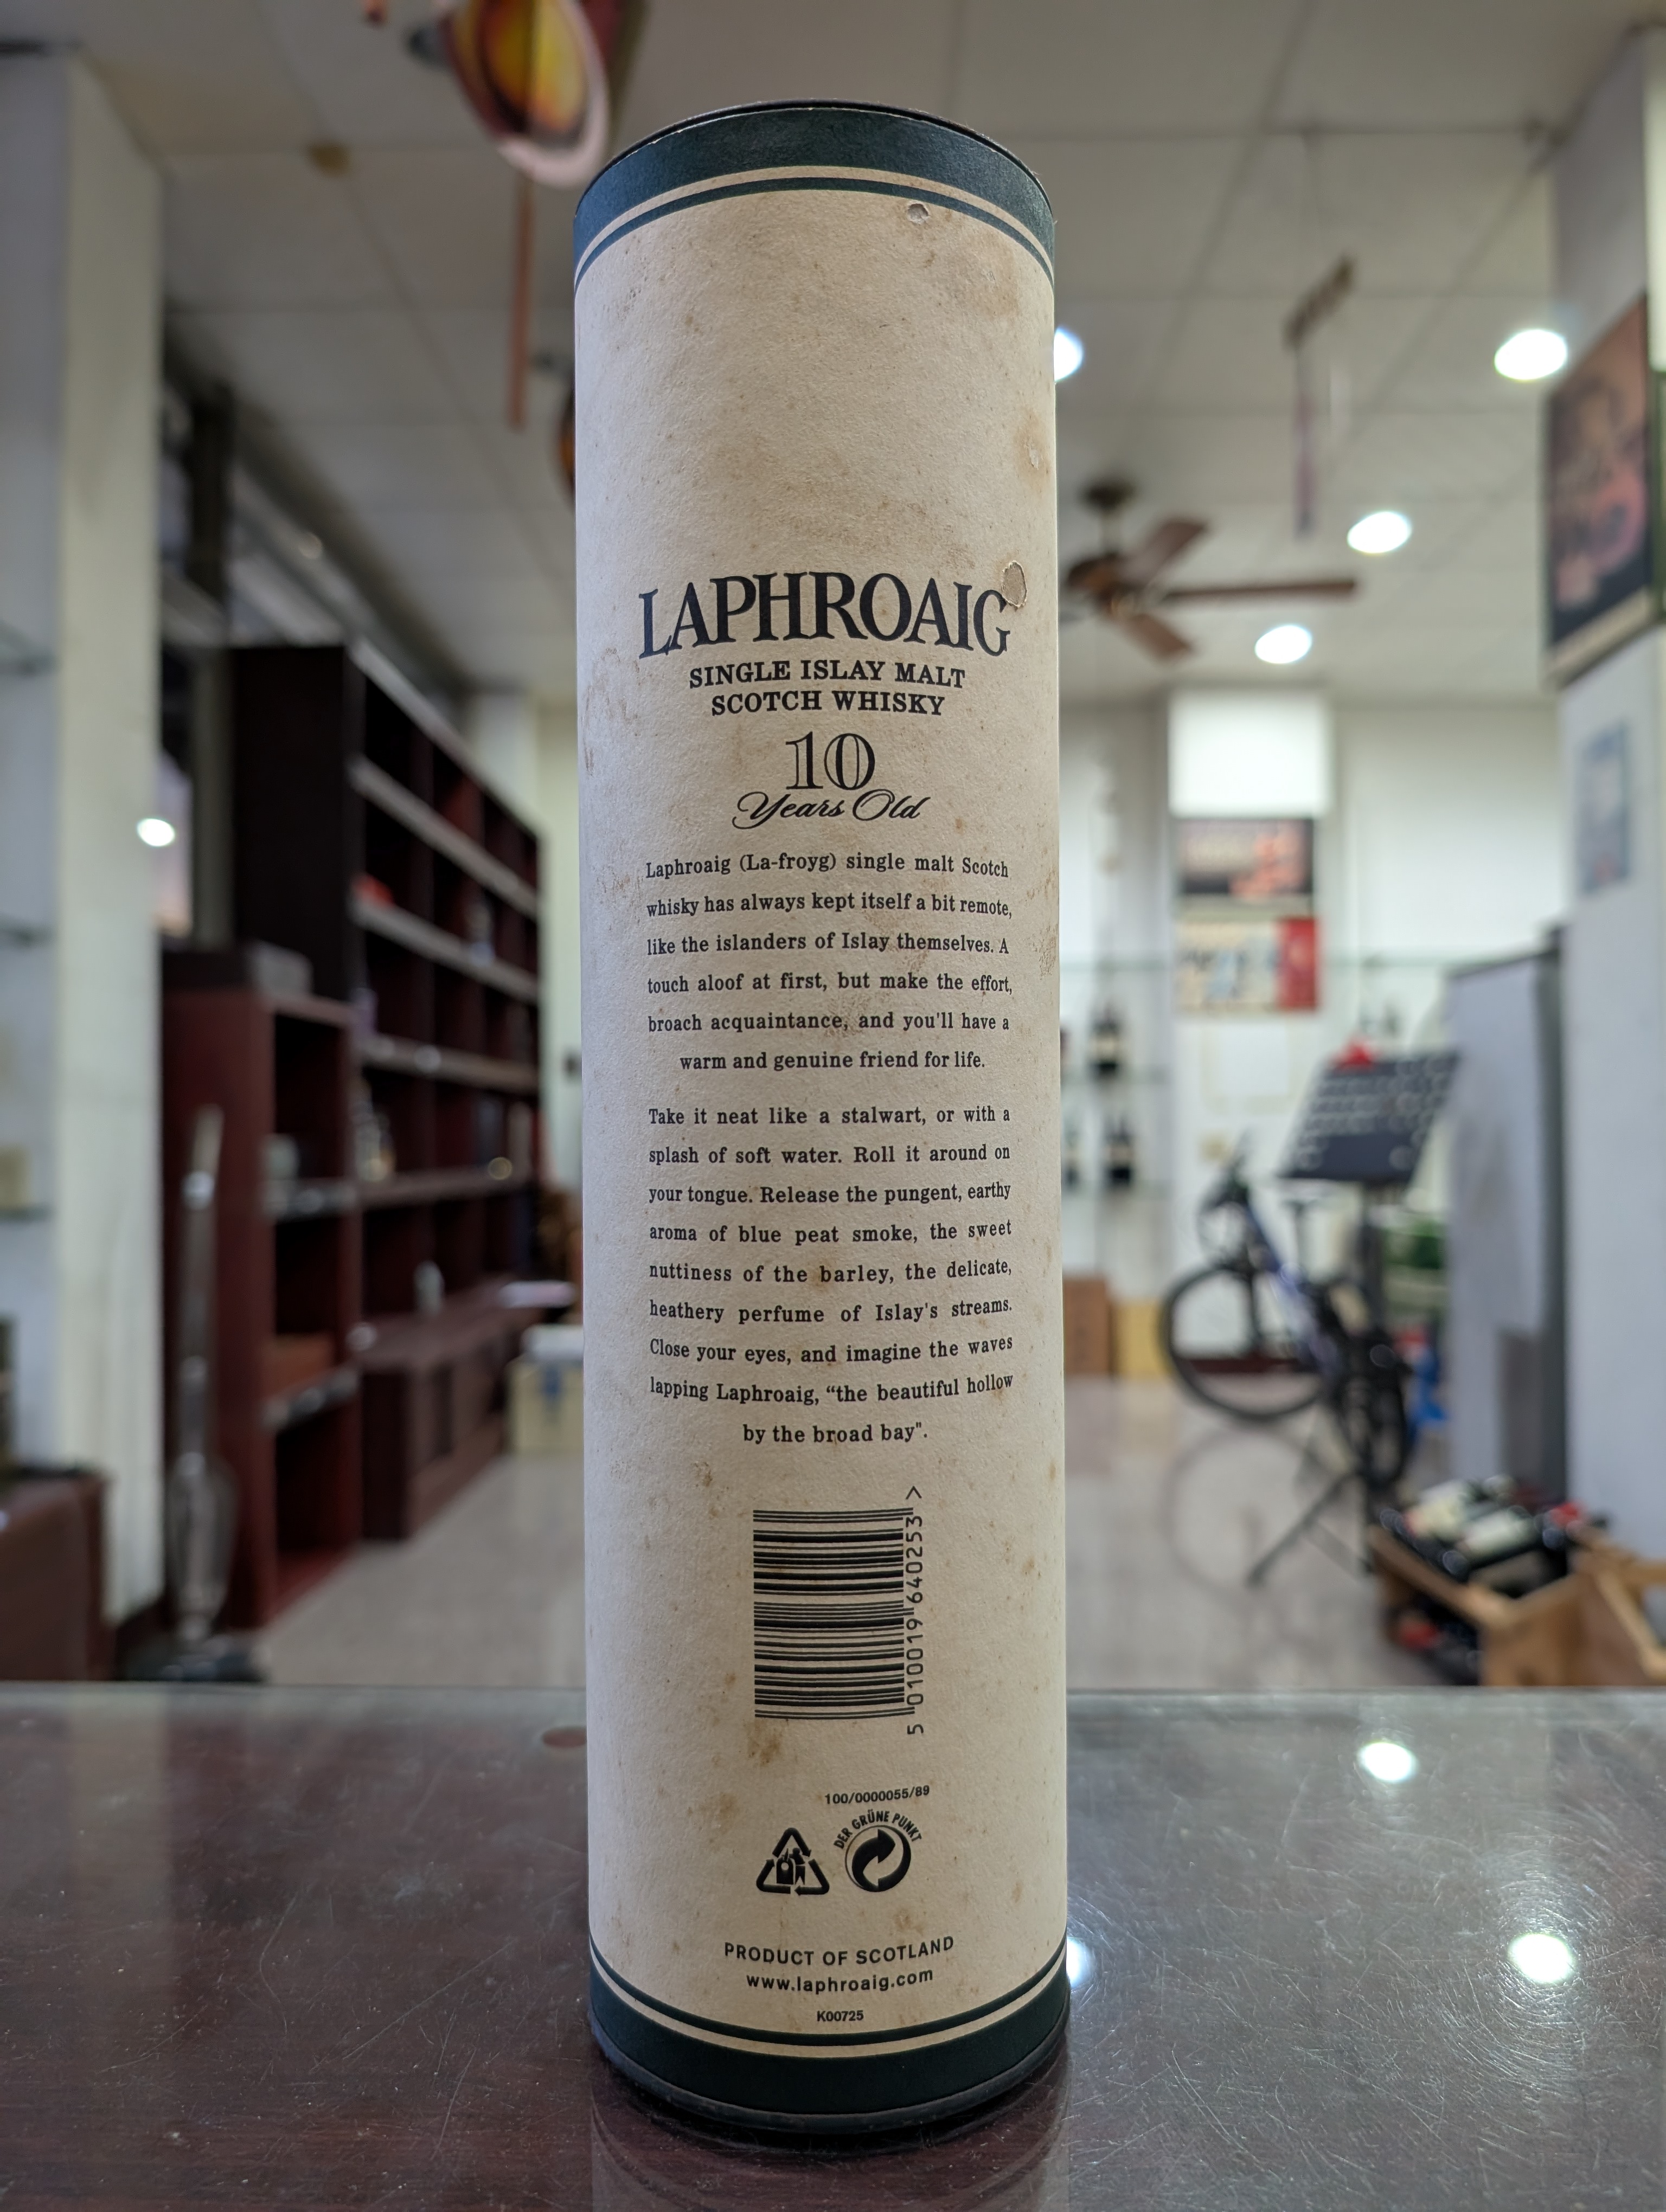 LAPHROAIG
SINGLE ISLAY MALT
SCOTCH WHISKY
10
Years Old
Laphroaig (La-froyg) single malt Scotch
whisky has always kept itself a bit remote,
like the islanders of Islay themselves. A
touch aloof at first, but make the effort,
broach acquaintance, and you'll have a
warm and genuine friend for life.
Take it neat like a stalwart, or with a
splash of soft water. Roll it around on
your tongue. Release the pungent, earthy
aroma of blue peat smoke, the sweet
nuttiness of the barley, the delicate,
heathery perfume of Islay's streams.
Close your eyes, and imagine the waves
lapping Laphroaig, “the beautiful hollow
by the broad bay".
5 010019 640253 >
100/0000055/89
DER GRÜNE PUNKT
PRODUCT OF SCOTLAND
www.laphroaig.com
K00725